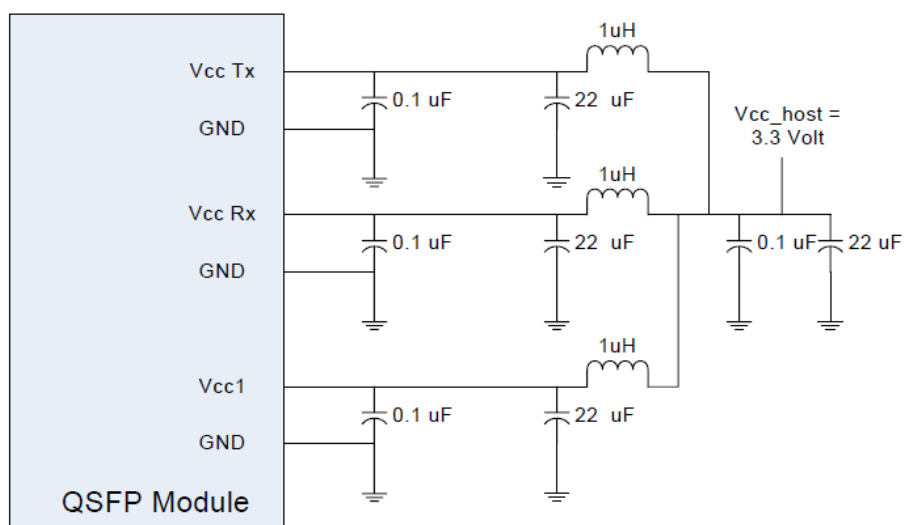 1uH
Vcc Tx
0.1 uF
22 uF
Vcc_host =
3.3 Volt
GND
1uH
Vcc Rx
0.1 uF
22 uF
0.1 uF
22 uF
GND
1uH
Vcc1
0.1 uF
22 uF
GND
QSFP Module